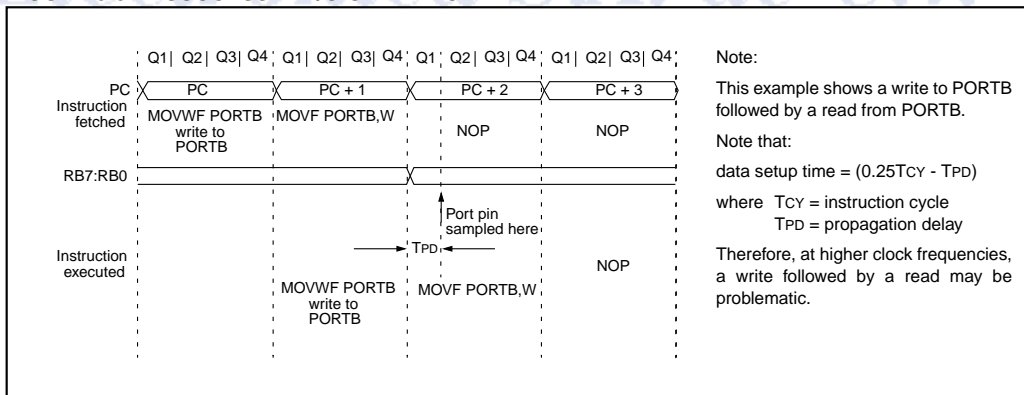 Q1| Q2| Q3| Q4 Q1| Q2| Q3| Q4 Q1| Q2| Q3| Q4 Q1| Q2| Q3| Q4
PC PC PC + 1 PC + 2 PC + 3
Instruction
fetched
MOVWF PORTB
write to
PORTB
MOVF PORTB,W
NOP
NOP
RB7:RB0
Port pin
sampled here
TPD
Instruction
executed
MOVWF PORTB
write to
PORTB
MOVF PORTB,W
NOP
Note:
This example shows a write to PORTB
followed by a read from PORTB.
Note that:
data setup time = (0.25TCY - TPD)
where TCY = instruction cycle
TPD = propagation delay
Therefore, at higher clock frequencies,
a write followed by a read may be
problematic.